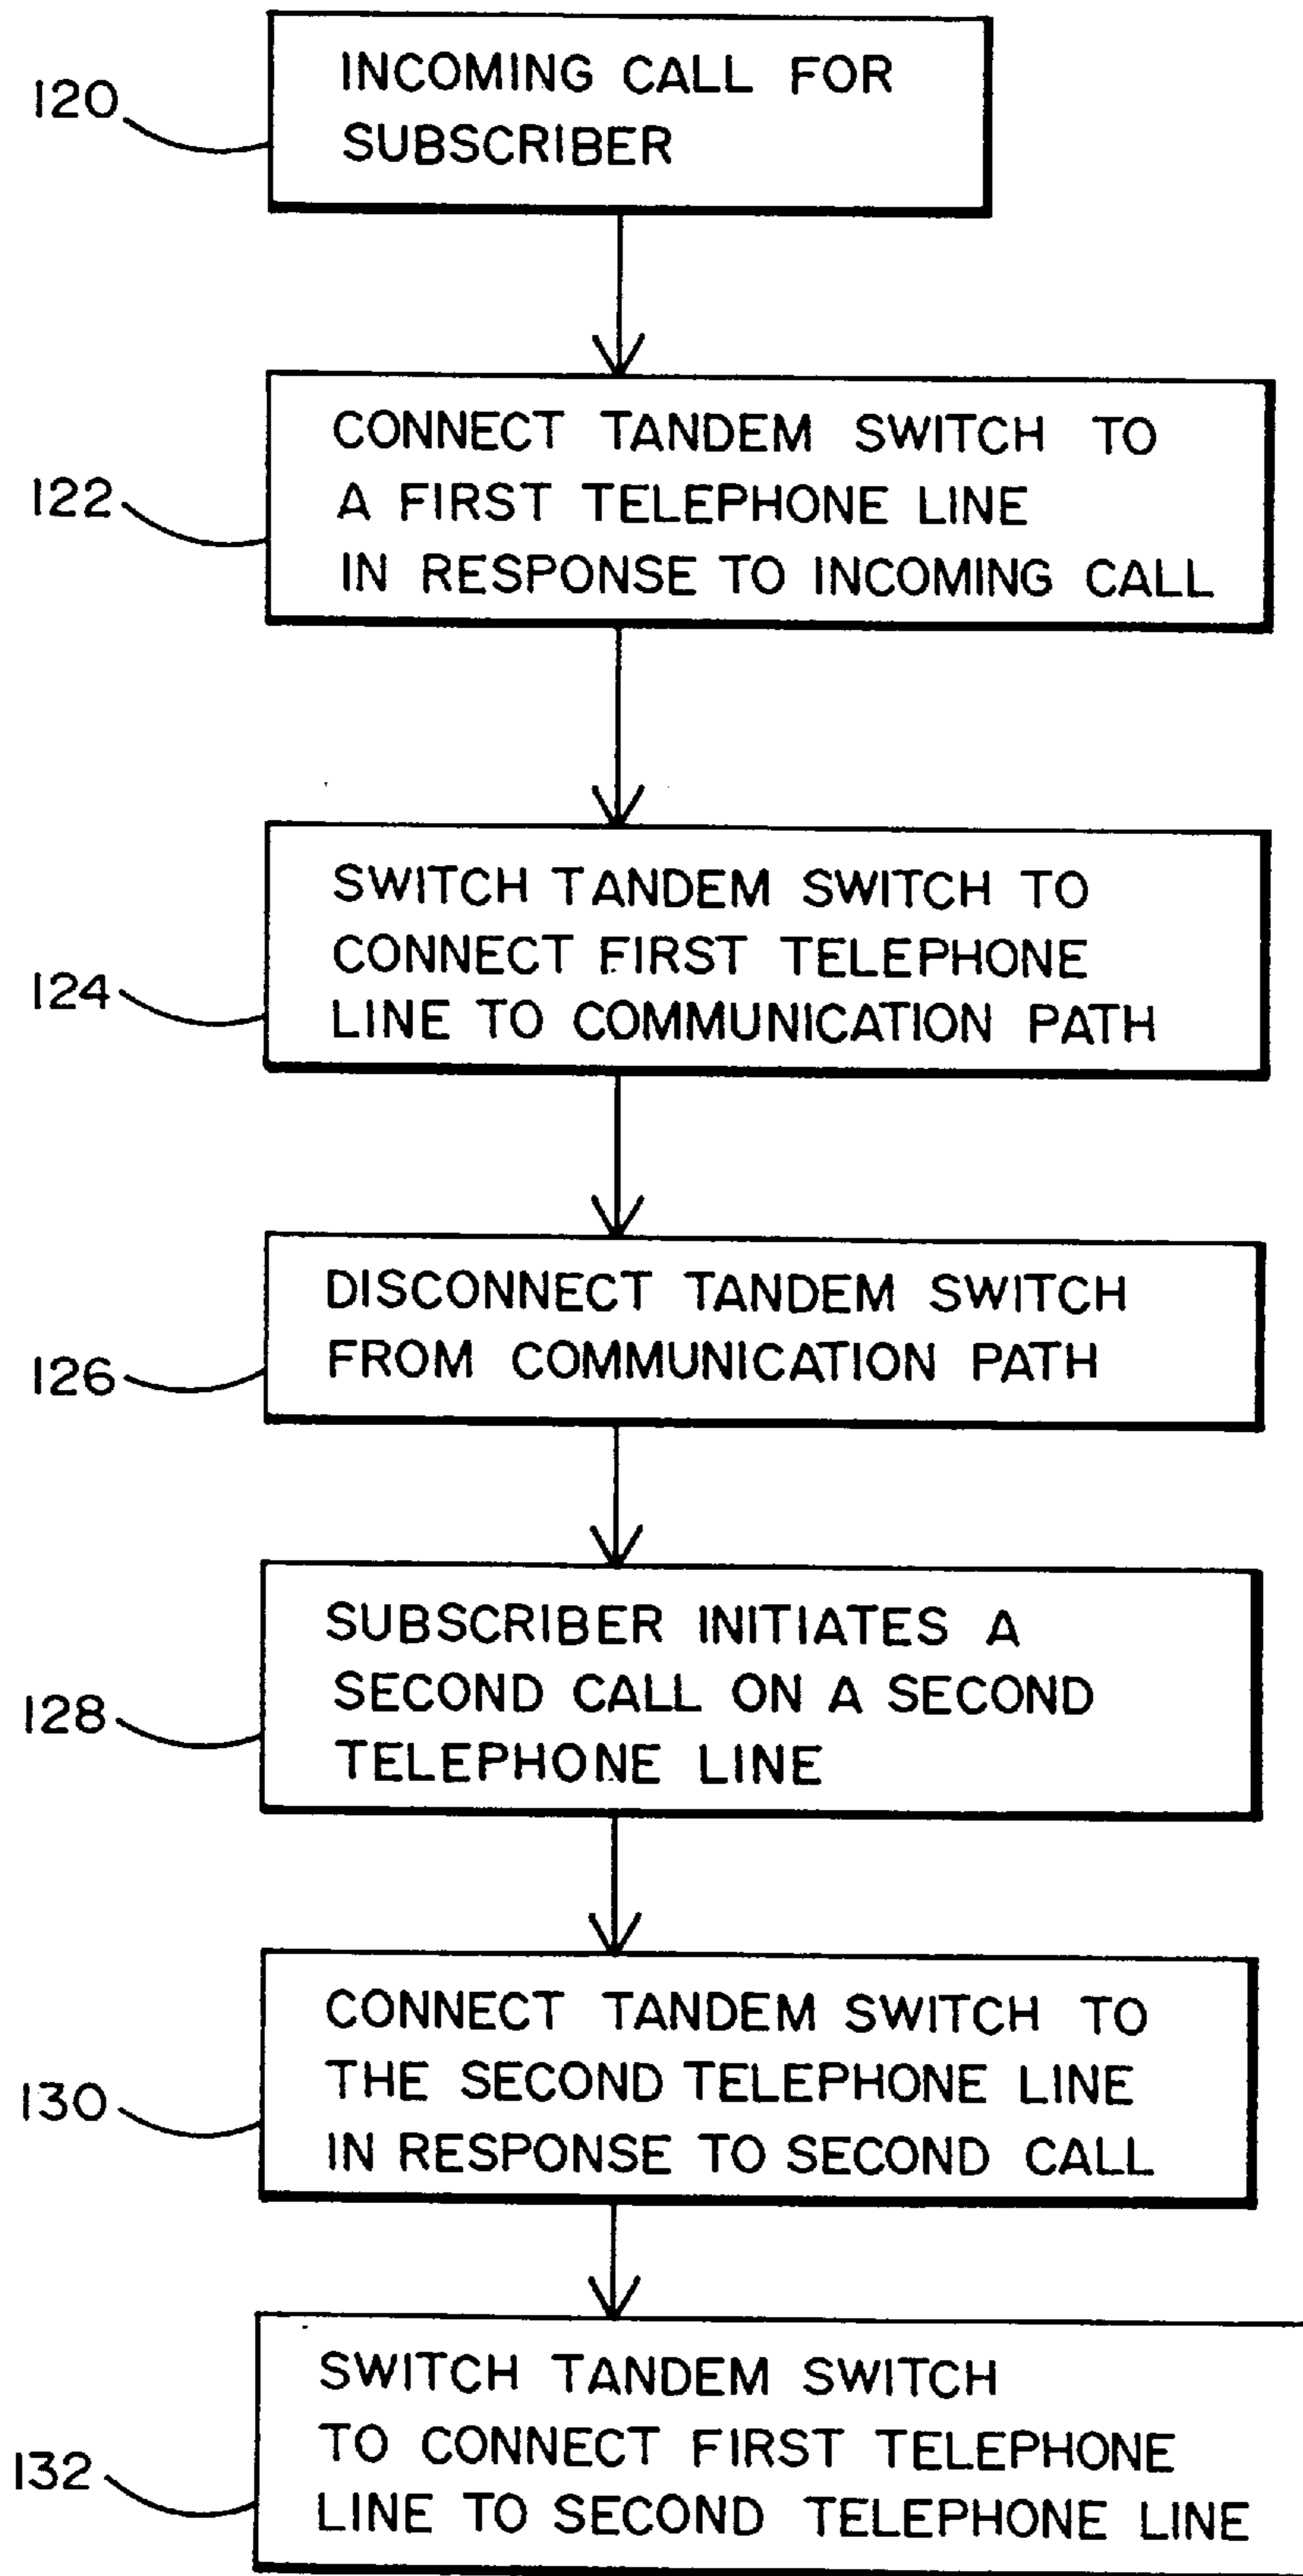 120
INCOMING CALL FOR
SUBSCRIBER
122
CONNECT TANDEM SWITCH TO
A FIRST TELEPHONE LINE
IN RESPONSE TO INCOMING CALL
124
SWITCH TANDEM SWITCH TO
CONNECT FIRST TELEPHONE
LINE TO COMMUNICATION PATH
126
DISCONNECT TANDEM SWITCH
FROM COMMUNICATION PATH
128
SUBSCRIBER INITIATES A
SECOND CALL ON A SECOND
TELEPHONE LINE
130
CONNECT TANDEM SWITCH TO
THE SECOND TELEPHONE LINE
IN RESPONSE TO SECOND CALL
132
SWITCH TANDEM SWITCH
TO CONNECT FIRST TELEPHONE
LINE TO SECOND TELEPHONE LINE